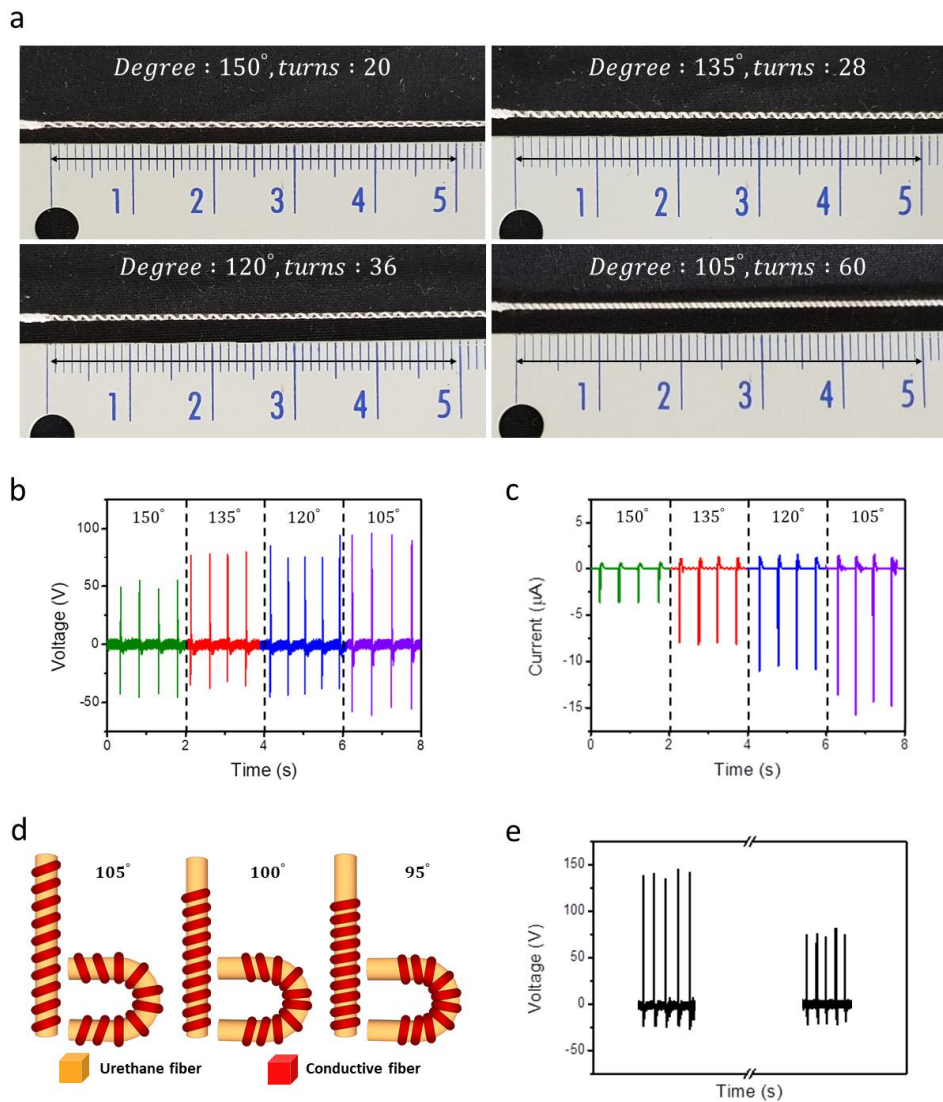 a
Degree : 150°, turns : 20
Degree : 135°, turns : 28
1 2 3 4 5
1 2 3 4 5
Degree : 120°, turns : 36
Degree : 105°, turns : 60
1 2 3 4 5
1 2 3 4 5
b
150° 135° 120° 105°
100
50
0
-50
Voltage (V)
0 2 4 6 8
Time (s)
c
150° 135° 120° 105°
5
0
-5
-10
-15
Current (μA)
0 2 4 6 8
Time (s)
d
105° 100° 95°
Urethane fiber
Conductive fiber
e
150
100
50
0
-50
Voltage (V)
Time (s)